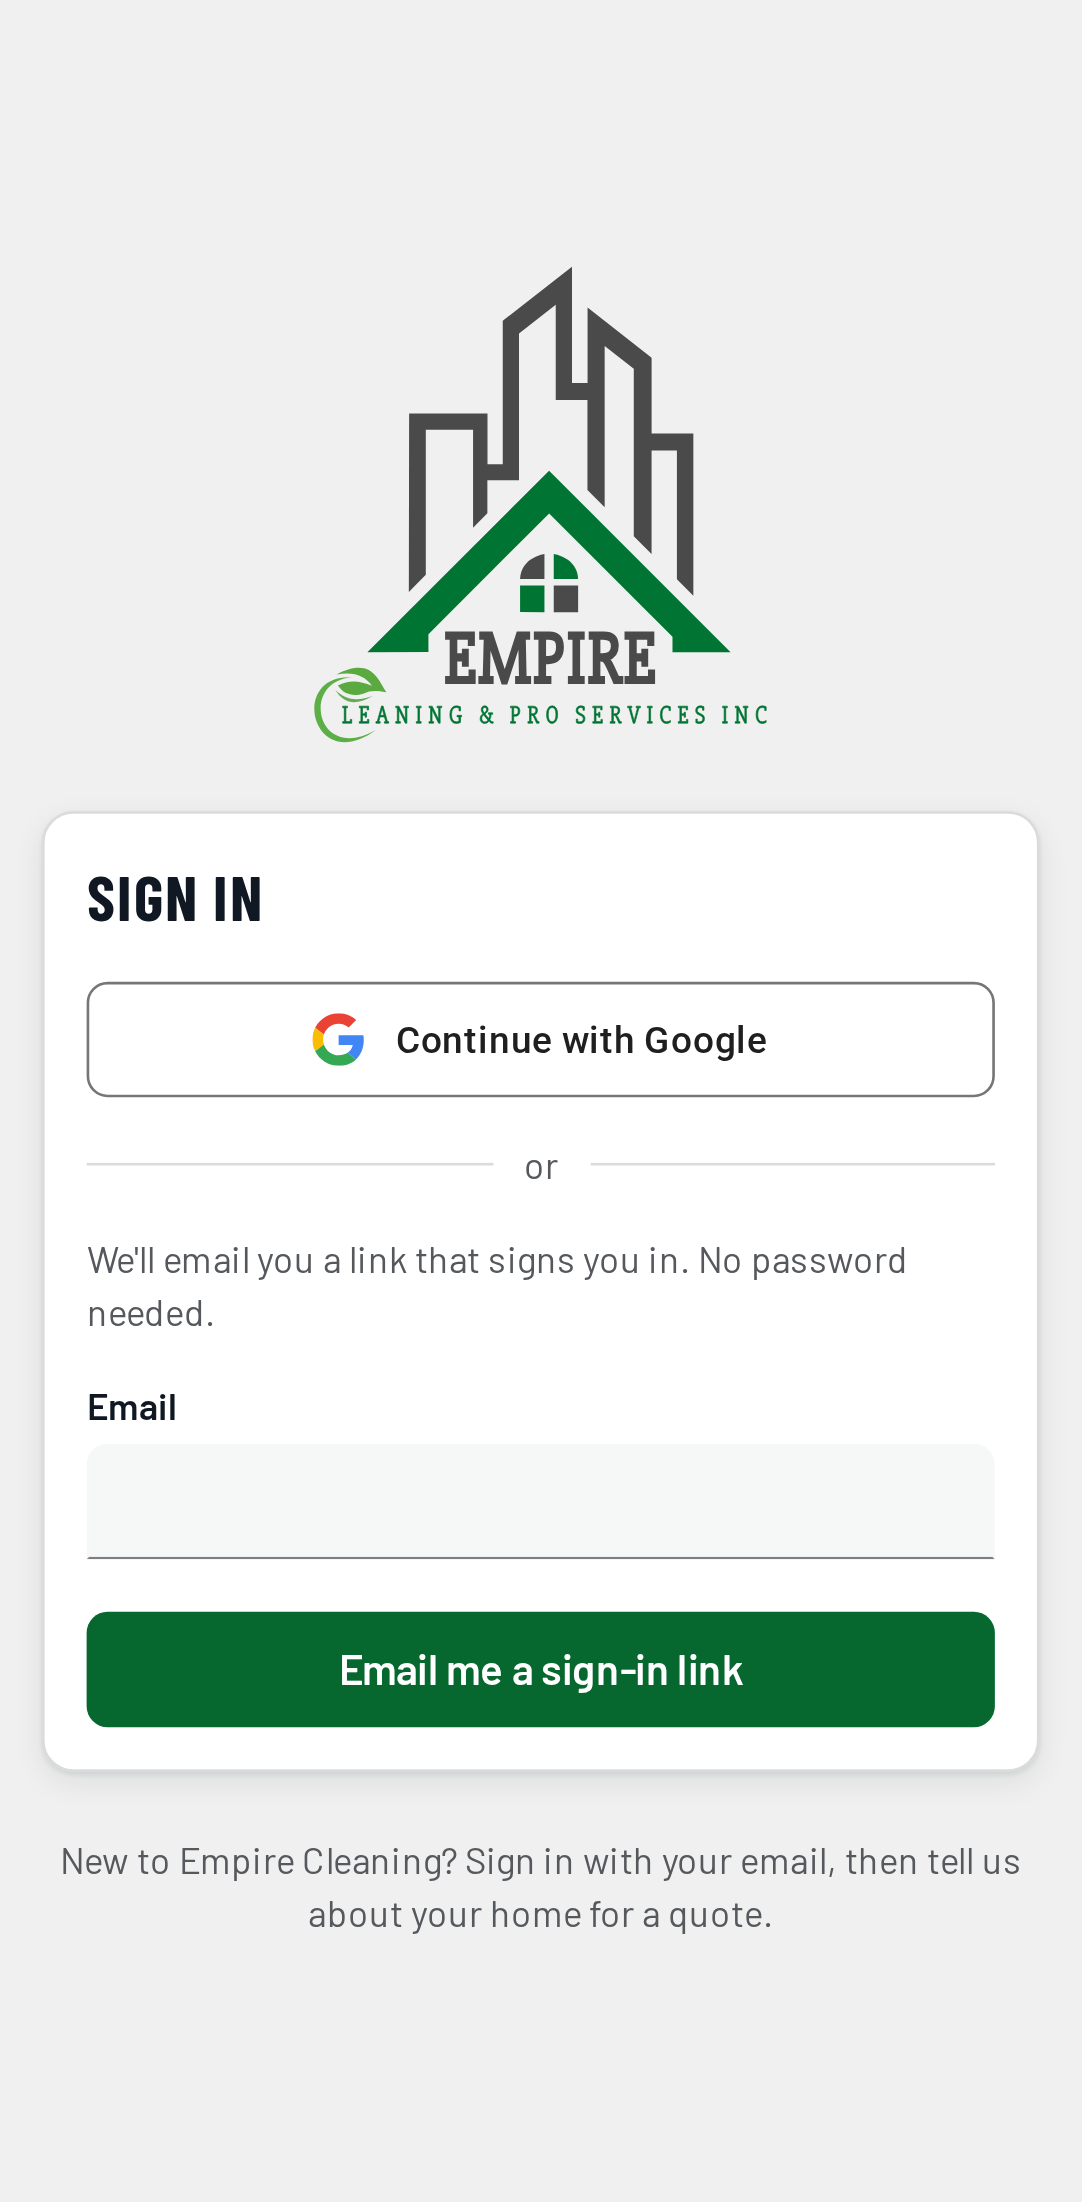 EMPIRE
CLEANING & PRO SERVICES INC
SIGN IN
Continue with Google
or
We'll email you a link that signs you in. No password
needed.
Email
Email me a sign-in link
New to Empire Cleaning? Sign in with your email, then tell us
about your home for a quote.